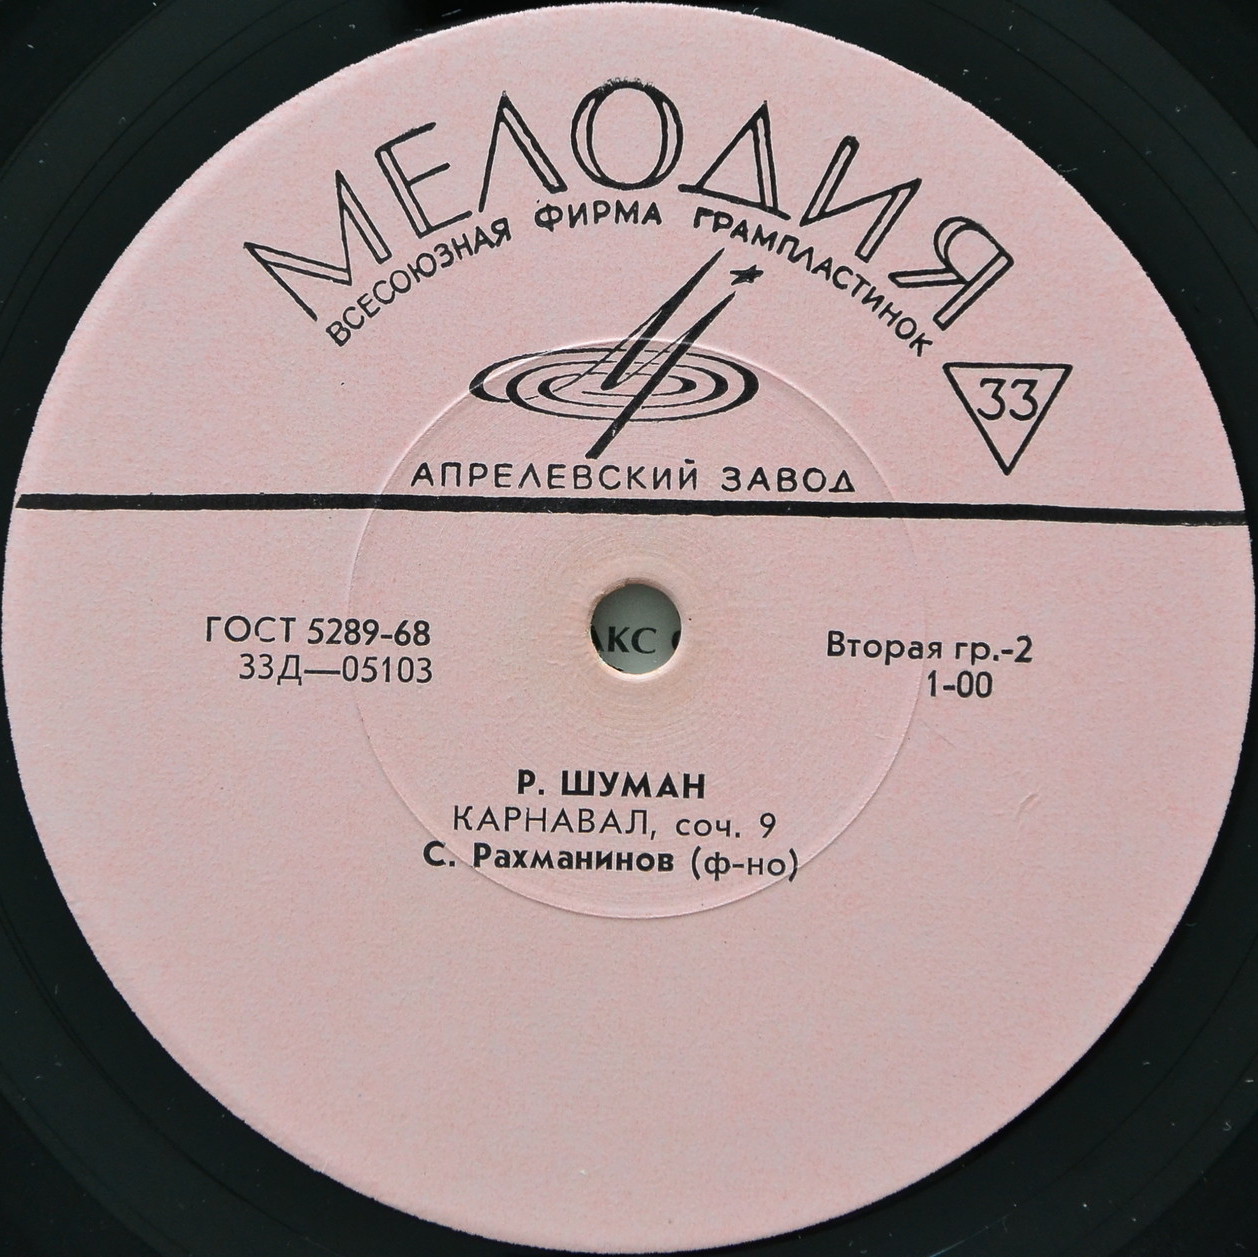 МЕЛОДИЯ
ВСЕСОЮЗНАЯ ФИРМА ГРАМПЛАСТИНОК
33
АПРЕЛЕВСКИЙ ЗАВОД
ГОСТ 5289-68
33Д—05103
Вторая гр.-2
1-00
Р. ШУМАН
КАРНАВАЛ, соч. 9
С. Рахманинов (ф-но)